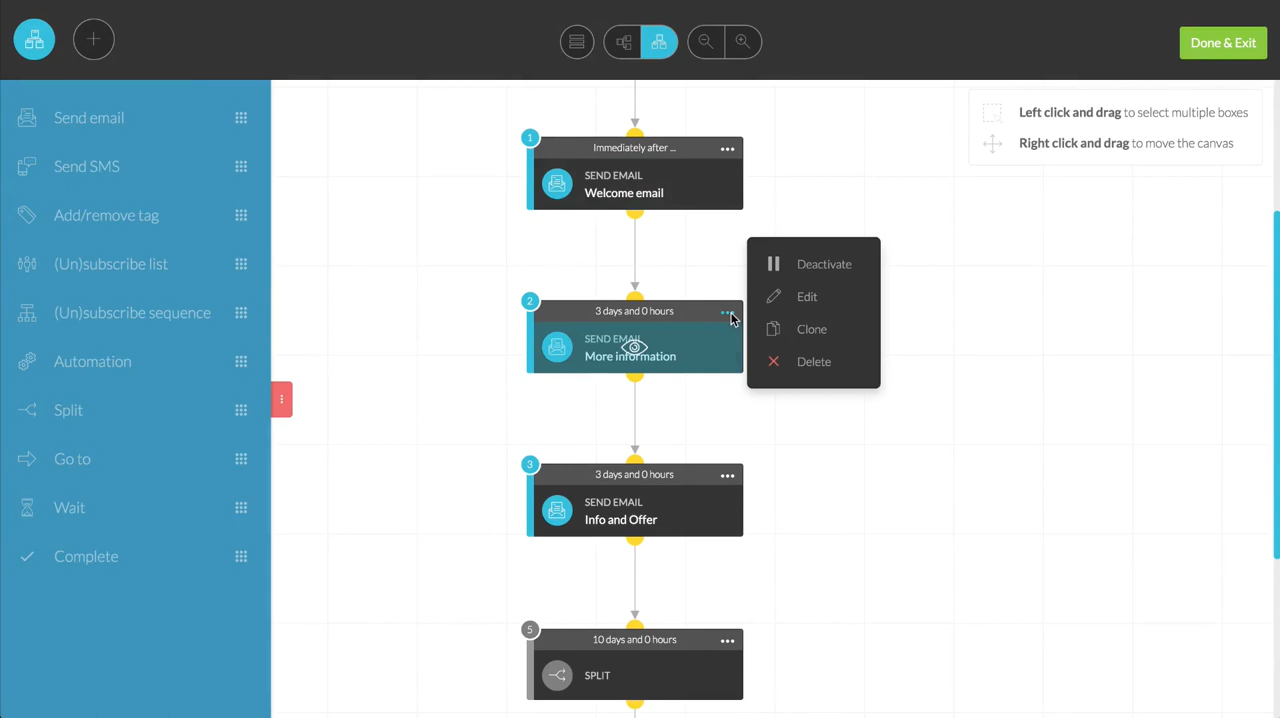 Done & Exit
Send email
Send SMS
Add/remove tag
(Un)subscribe list
(Un)subscribe sequence
Automation
Split
Go to
Wait
Complete
Left click and drag to select multiple boxes
Right click and drag to move the canvas
1
Immediately after ...
SEND EMAIL
Welcome email
2
3 days and 0 hours
SEND EMAIL
More information
Deactivate
Edit
Clone
Delete
3
3 days and 0 hours
SEND EMAIL
Info and Offer
5
10 days and 0 hours
SPLIT